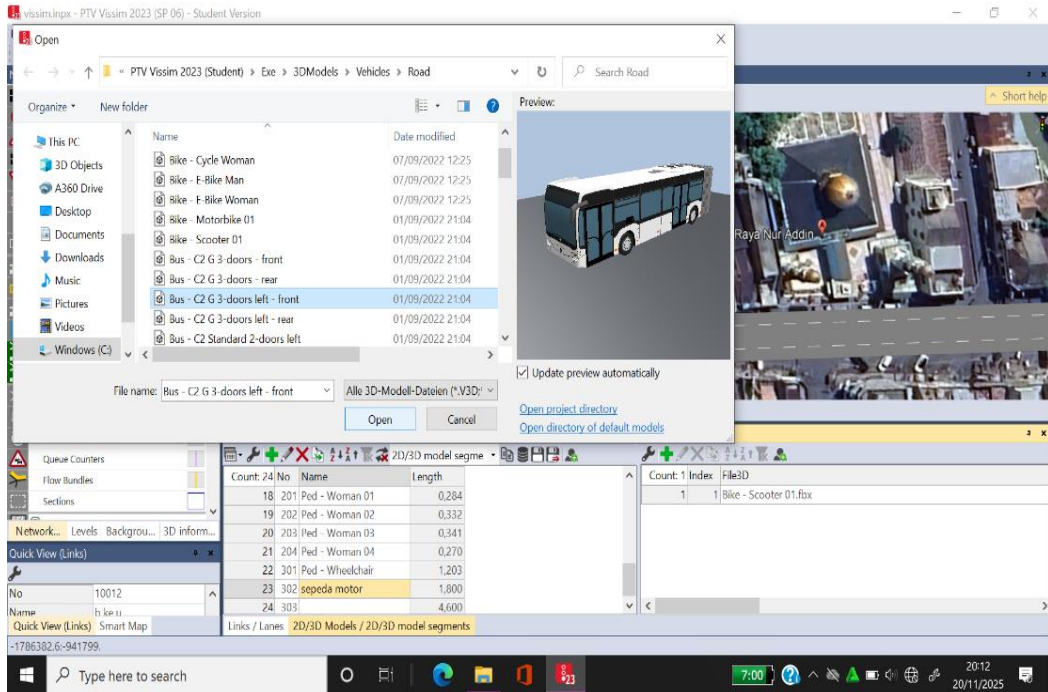 vissim.inpx - PTV Vissim 2023 (SP 06) - Student Version
Open
« PTV Vissim 2023 (Student) › Exe › 3DModels › Vehicles › Road
Search Road
Organize
New folder
Preview:
Short help
This PC
3D Objects
A360 Drive
Desktop
Documents
Downloads
Music
Pictures
Videos
Windows (C:)
Name Date modified
Bike - Cycle Woman 07/09/2022 12:25
Bike - E-Bike Man 07/09/2022 12:25
Bike - E-Bike Woman 07/09/2022 12:25
Bike - Motorbike 01 01/09/2022 21:04
Bike - Scooter 01 01/09/2022 21:04
Bus - C2 G 3-doors - front 01/09/2022 21:04
Bus - C2 G 3-doors - rear 01/09/2022 21:04
Bus - C2 G 3-doors left - front 01/09/2022 21:04
Bus - C2 G 3-doors left - rear 01/09/2022 21:04
Bus - C2 Standard 2-doors left 01/09/2022 21:04
Raya Nur Addin
Update preview automatically
File name: Bus - C2 G 3-doors left - front
Alle 3D-Modell-Dateien (*.V3D;*
Open project directory
Open Cancel
Open directory of default models
Queue Counters
Flow Bundles
Sections
Network... Levels Backgrou... 3D inform...
Quick View (Links)
No 10012
Name b ke u
Quick View (Links) Smart Map
2D/3D model segme
Count: 24 No Name Length
18 201 Ped - Woman 01 0,284
19 202 Ped - Woman 02 0,332
20 203 Ped - Woman 03 0,341
21 204 Ped - Woman 04 0,270
22 301 Ped - Wheelchair 1,203
23 302 sepeda motor 1,800
24 303 4,600
Links / Lanes 2D/3D Models / 2D/3D model segments
Count: 1 Index File3D
1 1 Bike - Scooter 01.fbx
-1786382.6:-941799.
Type here to search
23
7:00
20:12
20/11/2025